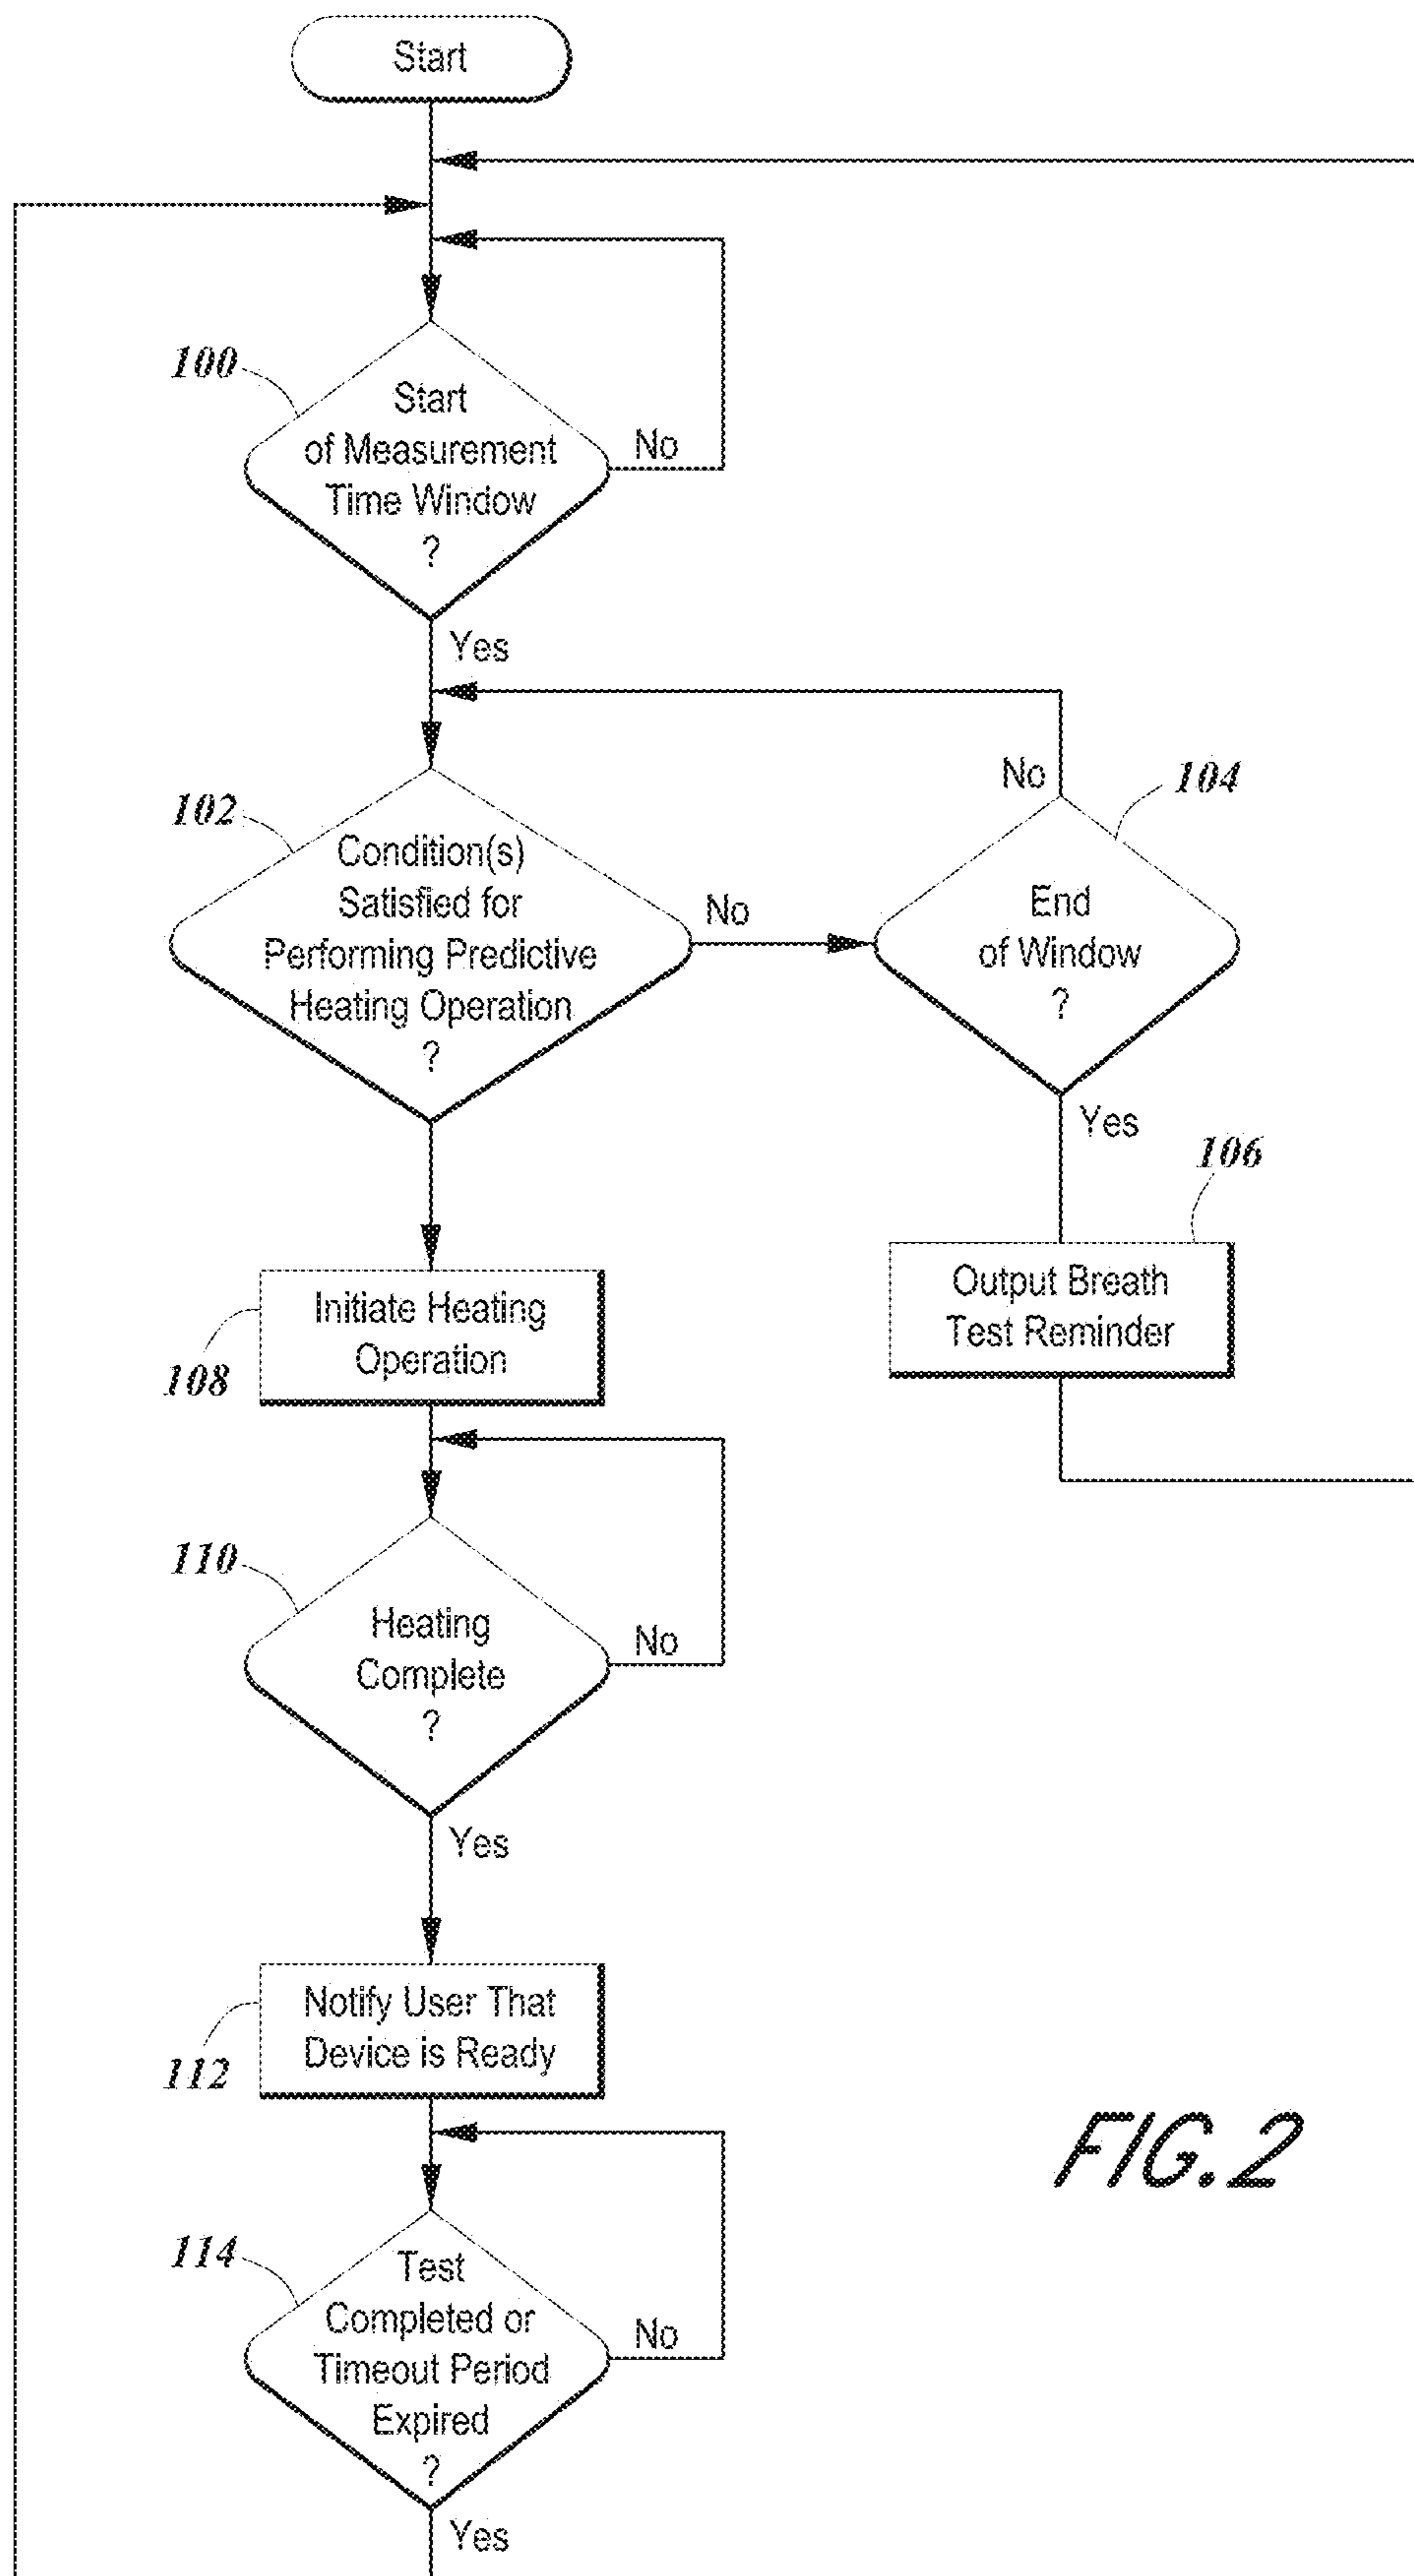 Start
100
Start
of Measurement
Time Window
?
No
Yes
102
Condition(s)
Satisfied for
Performing Predictive
Heating Operation
?
No
No
104
End
of Window
?
Yes
106
Output Breath
Test Reminder
108
Initiate Heating
Operation
110
Heating
Complete
?
No
Yes
112
Notify User That
Device is Ready
114
Test
Completed or
Timeout Period
Expired
?
No
Yes
FIG.2